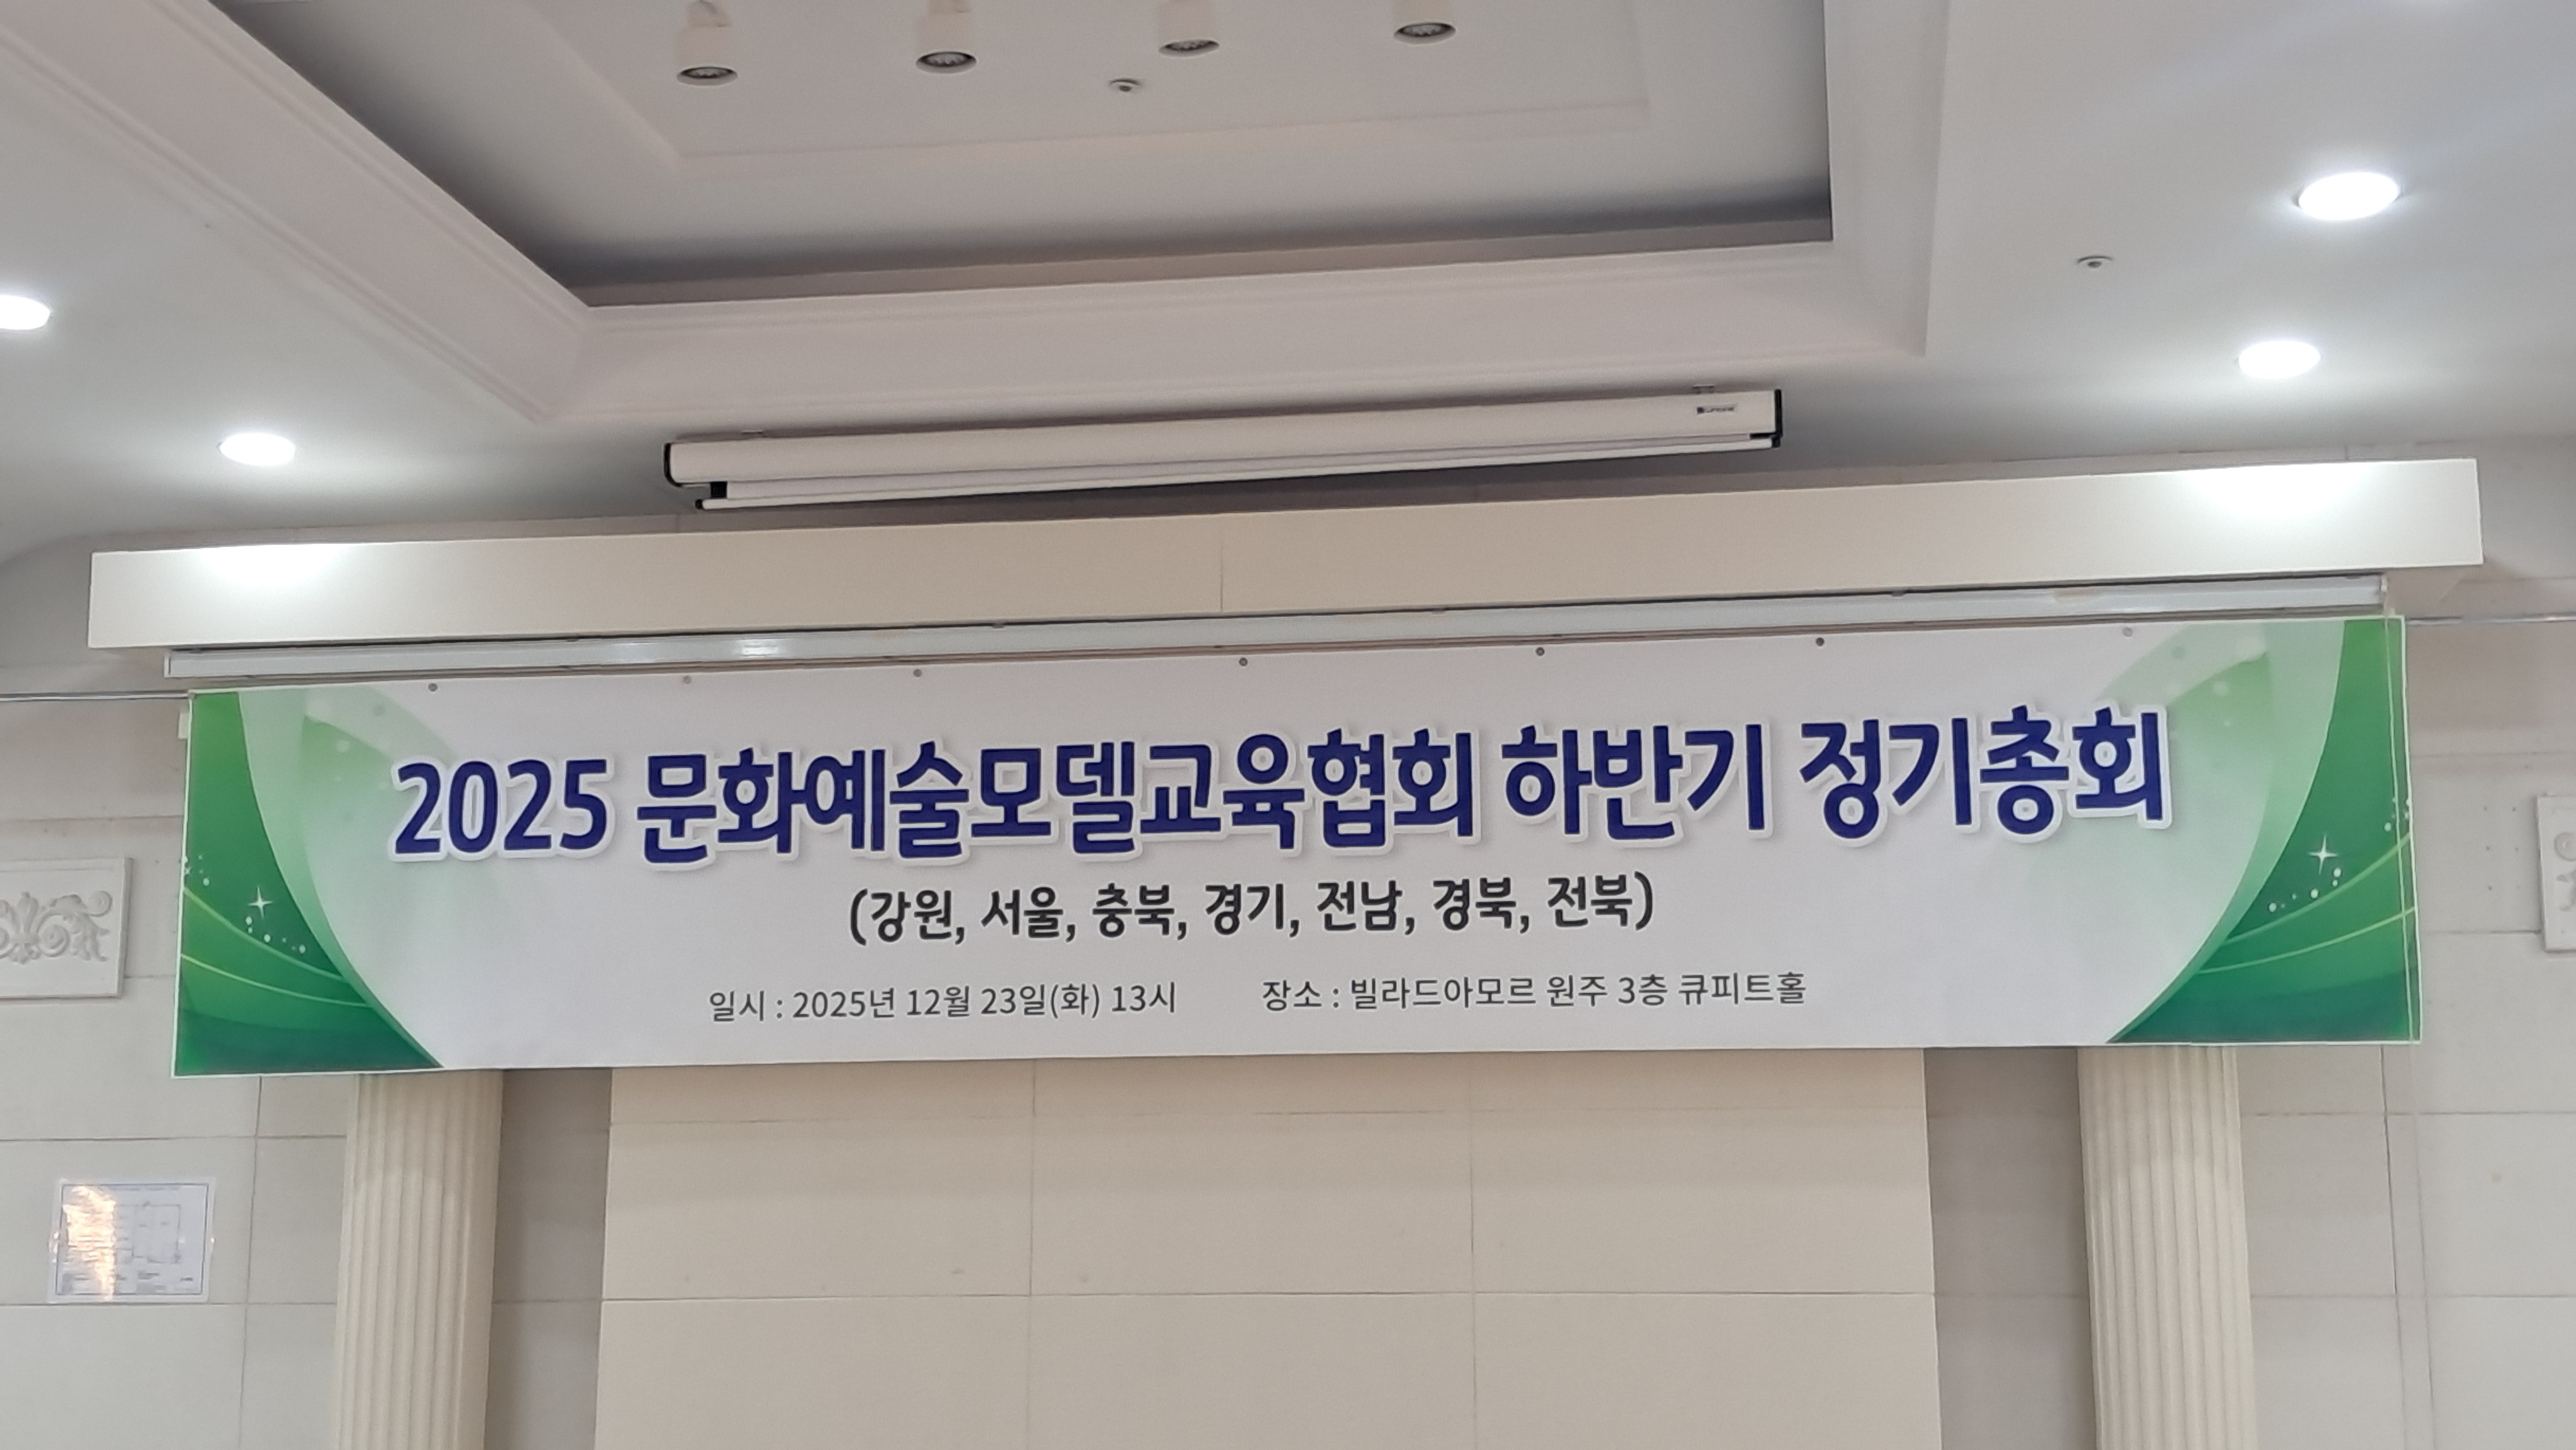 2025 문화예술모델교육협회 하반기 정기총회
(강원, 서울, 충북, 경기, 전남, 경북, 전북)
일시 : 2025년 12월 23일(화) 13시 장소 : 빌라드아모르 원주 3층 큐피트홀